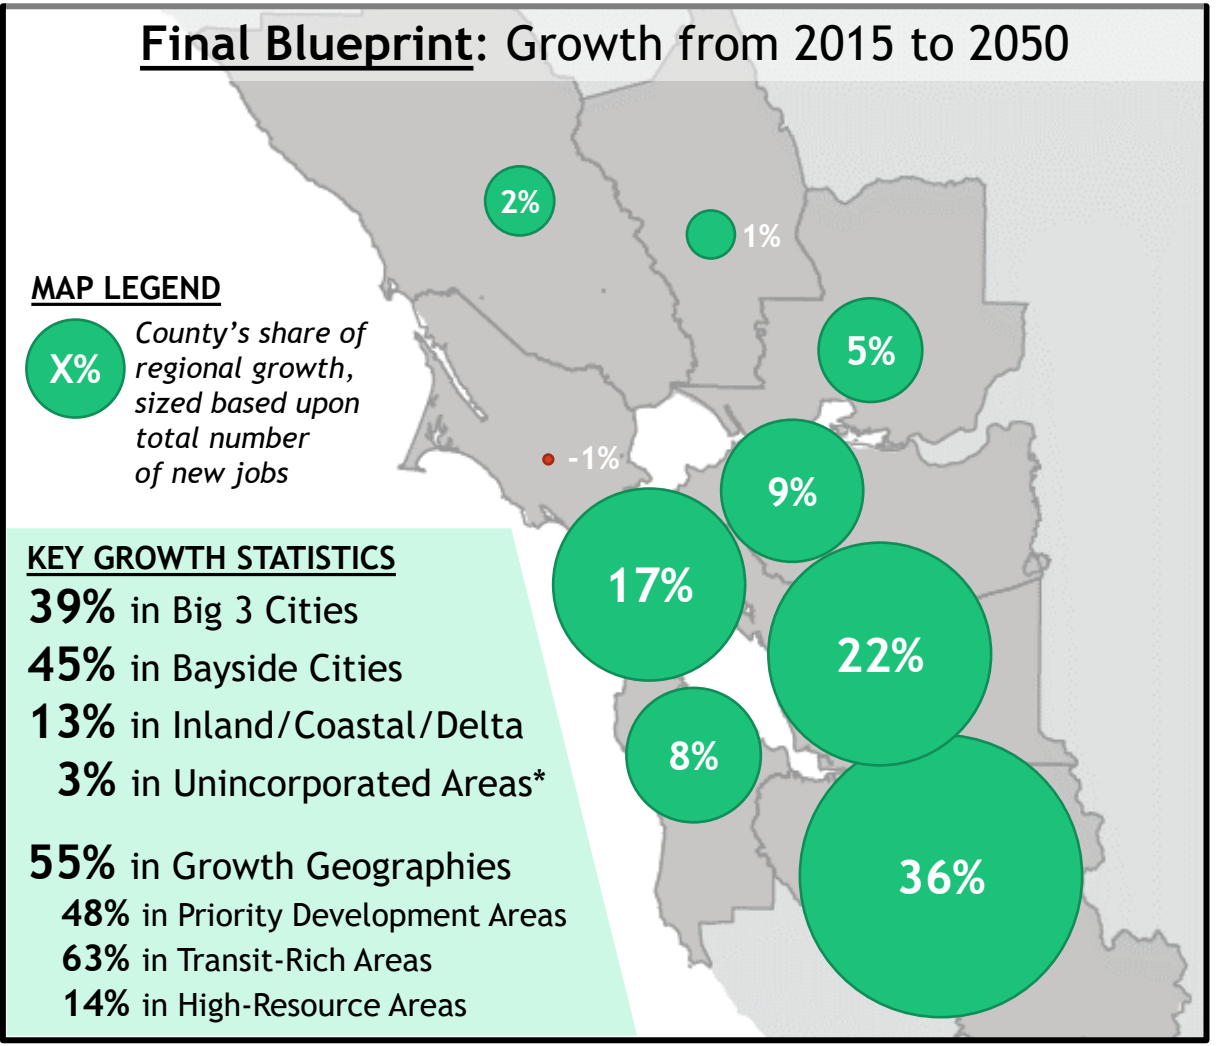 Final Blueprint: Growth from 2015 to 2050
2%
1%
MAP LEGEND
X%
County's share of
regional growth,
sized based upon
total number
of new jobs
5%
-1%
9%
17%
22%
8%
36%
KEY GROWTH STATISTICS
39% in Big 3 Cities
45% in Bayside Cities
13% in Inland/Coastal/Delta
3% in Unincorporated Areas*
55% in Growth Geographies
48% in Priority Development Areas
63% in Transit-Rich Areas
14% in High-Resource Areas